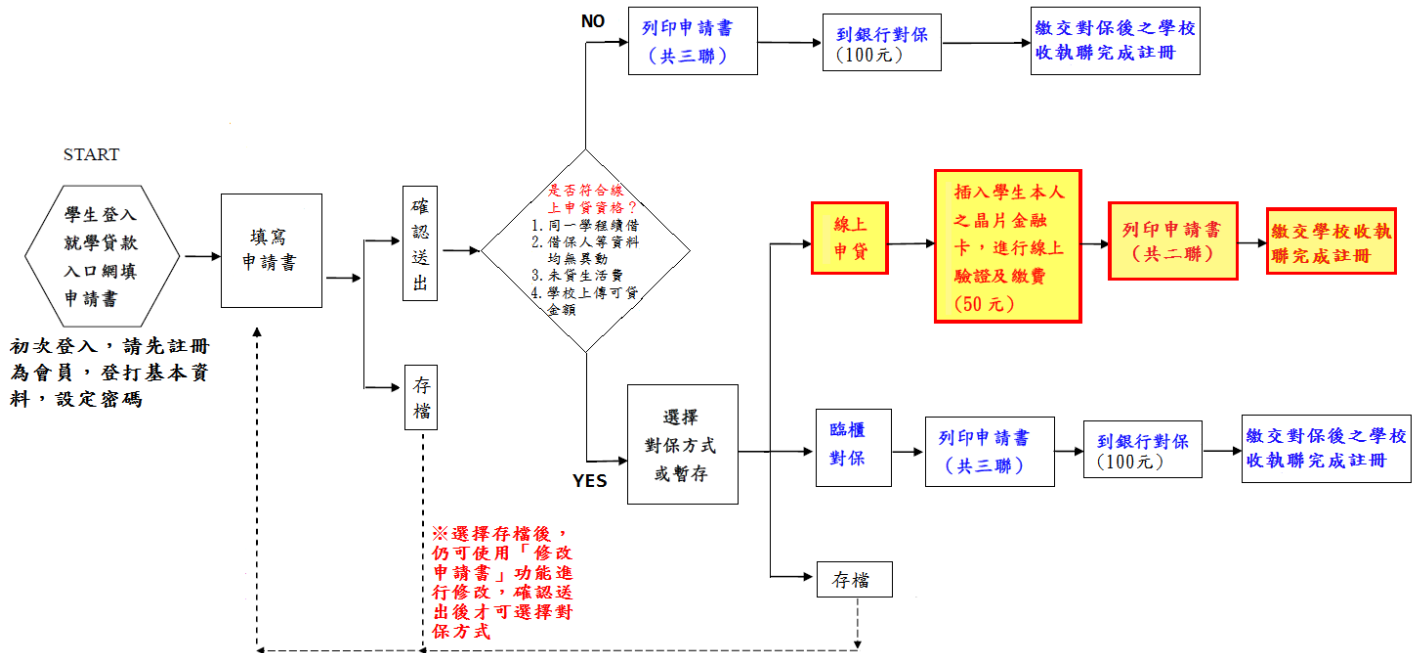 START
學生登入
就學貸款
入口網填
申請書
初次登入，請先註冊
為會員，登打基本資
料，設定密碼
填寫
申請書
確認送出
存檔
※選擇存檔後，
仍可使用「修改
申請書」功能進
行修改，確認送
出後才可選擇對
保方式
是否符合線
上申貸資格？
1. 同一學程續借
2. 借保人等資料
均無異動
3. 未貸生活費
4. 學校上傳可貸
金額
NO
列印申請書
(共三聯)
到銀行對保
(100元)
繳交對保後之學校
收執聯完成註冊
YES
選擇
對保方式
或暫存
線上
申貸
插入學生本人
之晶片金融
卡，進行線上
驗證及繳費
(50 元)
列印申請書
(共二聯)
繳交學校收執
聯完成註冊
臨櫃
對保
列印申請書
(共三聯)
到銀行對保
(100元)
繳交對保後之學校
收執聯完成註冊
存檔